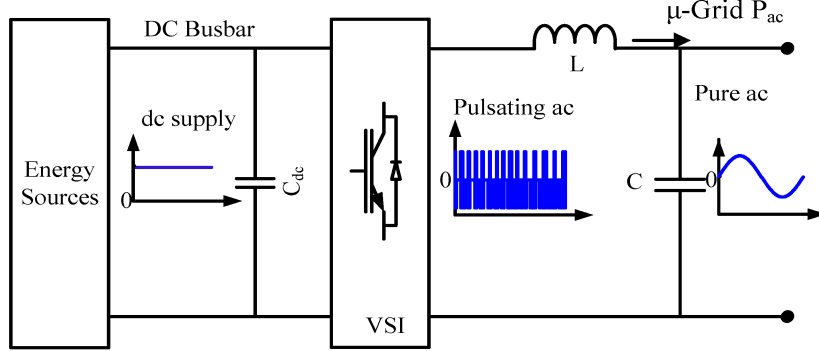 DC Busbar
μ-Grid Pac
L
dc supply
Pulsating ac
Pure ac
Energy
Sources
0
Cdc
0
C
0
VSI